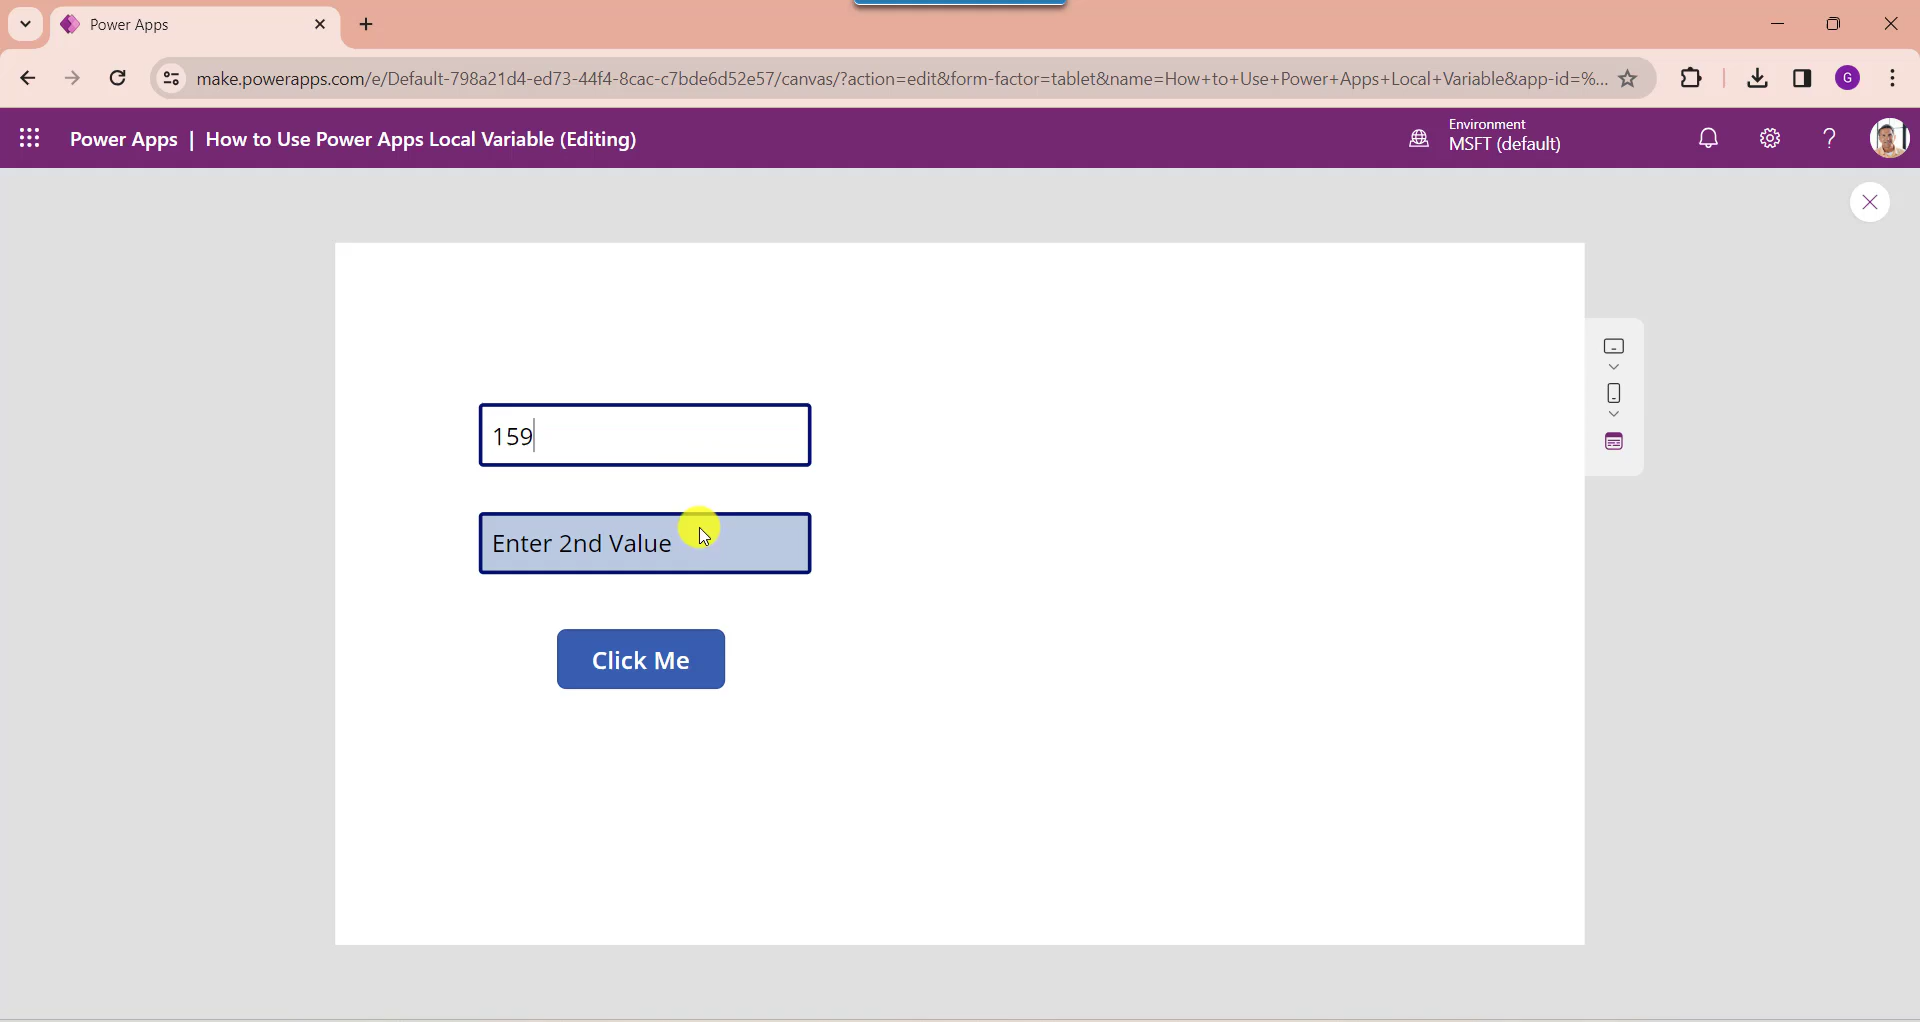 Power Apps
make.powerapps.com/e/Default-798a21d4-ed73-44f4-8cac-c7bde6d52e57/canvas/?action=edit&form-factor=tablet&name=How+to+Use+Power+Apps+Local+Variable&app-id=%...
G
Power Apps | How to Use Power Apps Local Variable (Editing)
Environment
MSFT (default)
159
Enter 2nd Value
Click Me